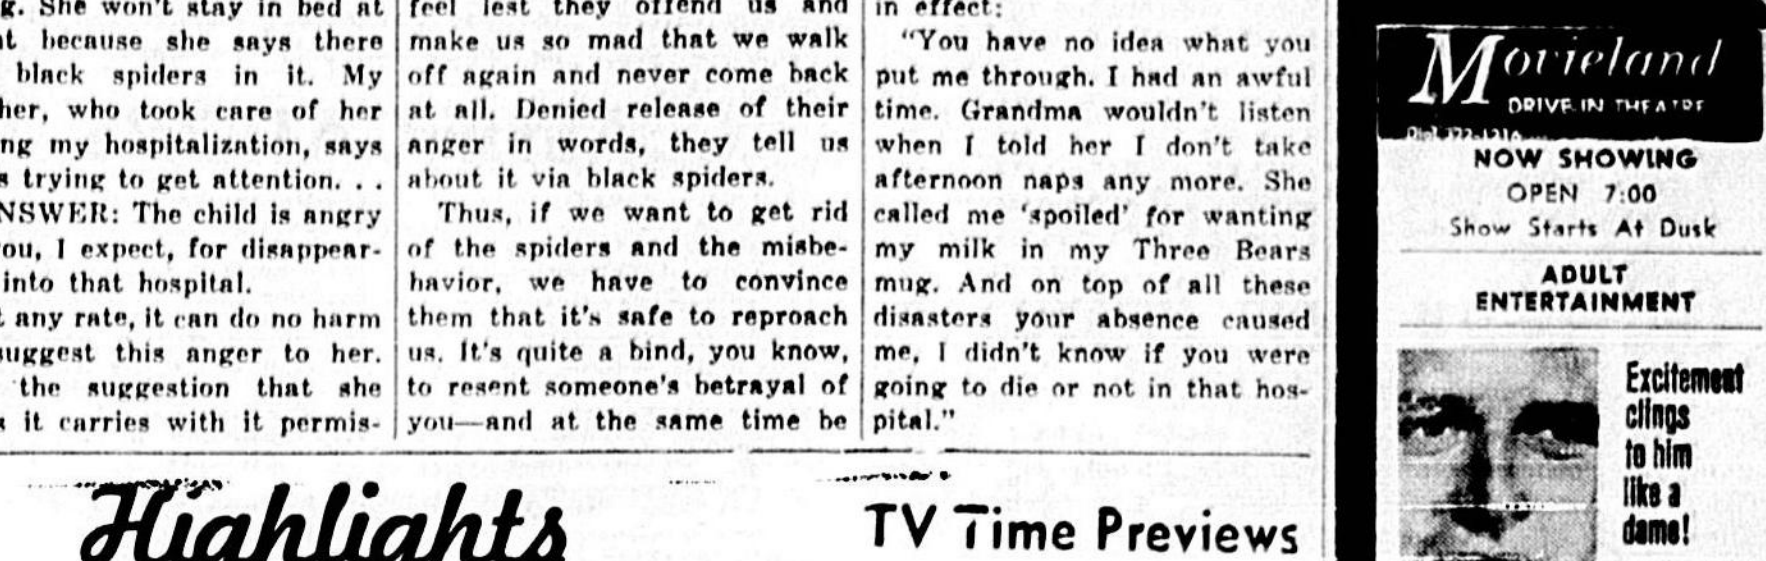 g. She won't stay in bed at
t because she says there
black spiders in it. My
her, who took care of her
ng my hospitalization, says
s trying to get attention. . .
NSWER: The child is angry
ou, I expect, for disappear-
into that hospital.
t any rate, it can do no harm
suggest this anger to her.
the suggestion that she
s it carries with it permis-
feel lest they offend us and
make us so mad that we walk
off again and never come back
at all. Denied release of their
anger in words, they tell us
about it via black spiders.
Thus, if we want to get rid
of the spiders and the misbe-
havior, we have to convince
them that it's safe to reproach
us. It's quite a bind, you know,
to resent someone's betrayal of
you—and at the same time be
in effect:
"You have no idea what you
put me through. I had an awful
time. Grandma wouldn't listen
when I told her I don't take
afternoon naps any more. She
called me 'spoiled' for wanting
my milk in my Three Bears
mug. And on top of all these
disasters your absence caused
me, I didn't know if you were
going to die or not in that hos-
pital."
Highlights
TV Time Previews
Movieland
DRIVE-IN THEATRE
NOW SHOWING
OPEN 7:00
Show Starts At Dusk
ADULT
ENTERTAINMENT
Excitement
clings
to him
like a
dame!